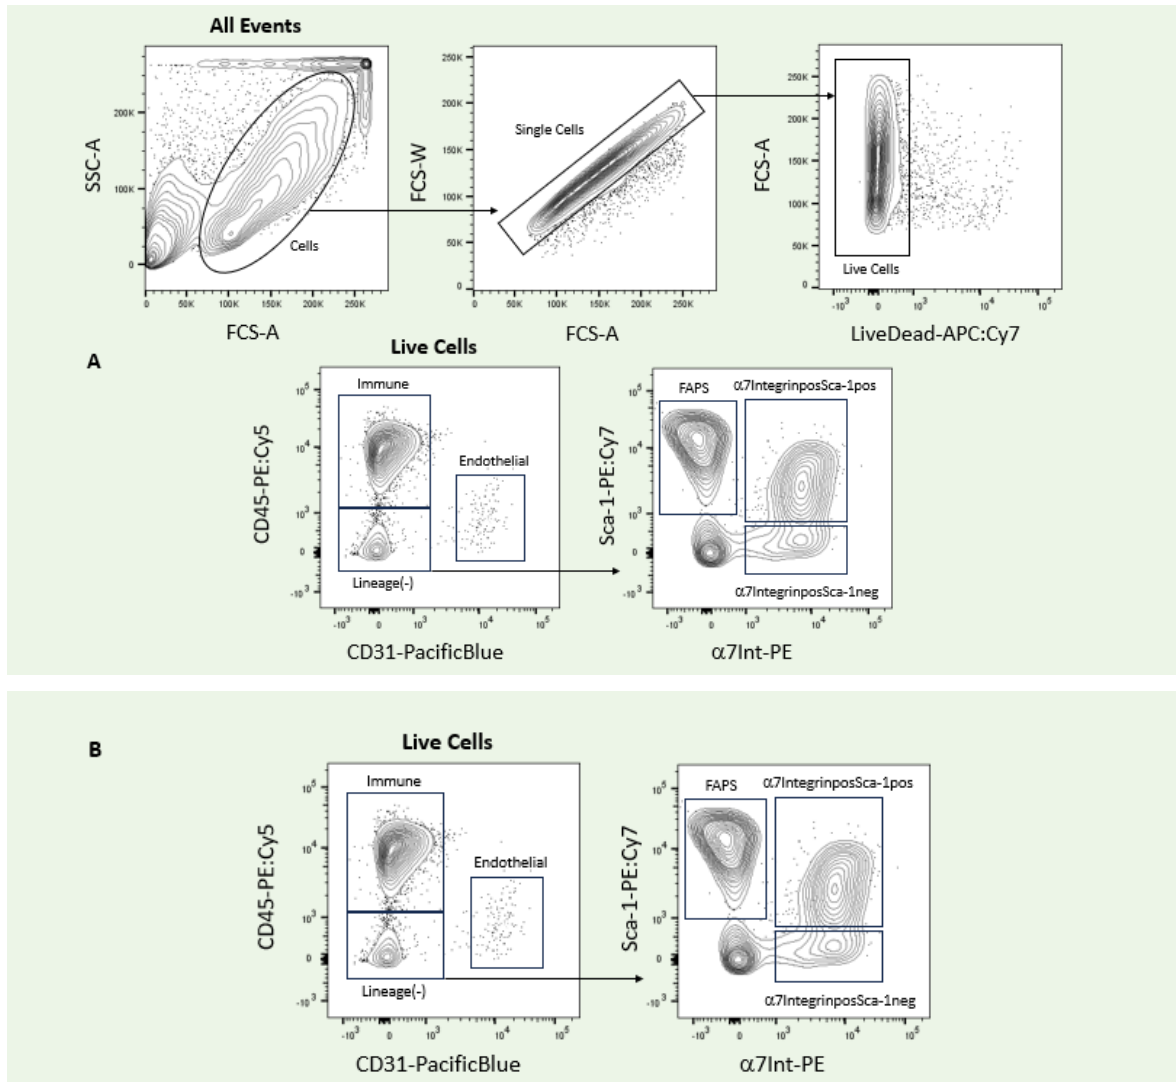 All Events
SSC-A
200K
100K
0
0 50K 100K 150K 200K 250K
FCS-A
Cells
FCS-W
200K
150K
100K
50K
0
0 50K 100K 150K 200K 250K
FCS-A
Single Cells
FCS-A
250K
200K
150K
100K
50K
0
-10³ 10³ 10⁴ 10⁵
LiveDead-APC:Cy7
Live Cells
A
Live Cells
Immune
CD45-PE:Cy5
10⁵
10⁴
10³
0
-10³
Endothelial
Lineage(-)
-10³ 0 10³ 10⁴ 10⁵
CD31-PacificBlue
FAPS
α7IntegrinposSca-1pos
Sca-1-PE:Cy7
10⁵
10⁴
10³
0
-10³
α7IntegrinposSca-1neg
-10³ 0 10³ 10⁴ 10⁵
α7Int-PE
B
Live Cells
Immune
CD45-PE:Cy5
10⁵
10⁴
10³
0
-10³
Endothelial
Lineage(-)
-10³ 0 10³ 10⁴ 10⁵
CD31-PacificBlue
FAPS
α7IntegrinposSca-1pos
Sca-1-PE:Cy7
10⁵
10⁴
10³
0
-10³
α7IntegrinposSca-1neg
-10³ 0 10³ 10⁴ 10⁵
α7Int-PE